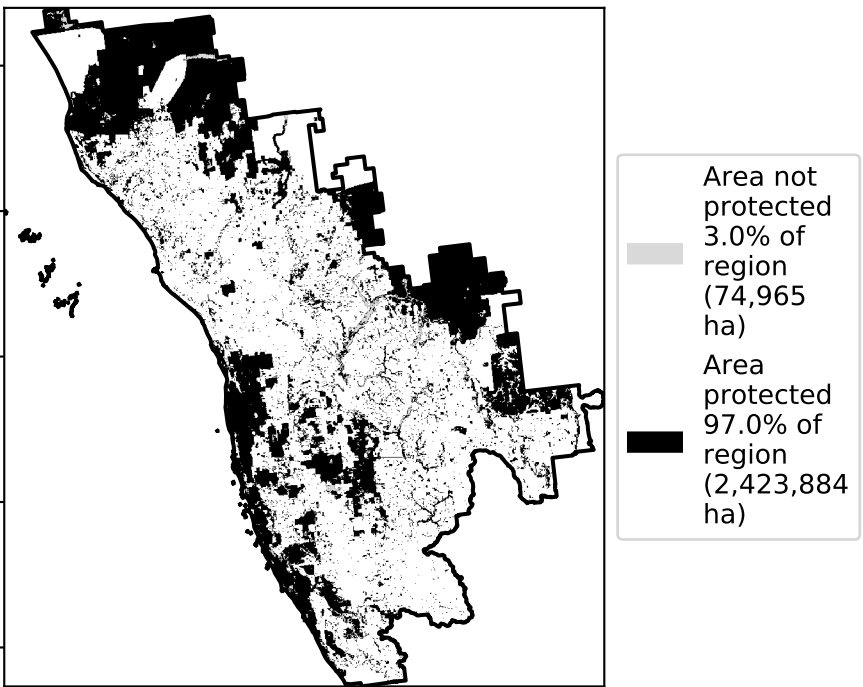 Area not
protected
3.0% of
region
(74,965
ha)
Area
protected
97.0% of
region
(2,423,884
ha)